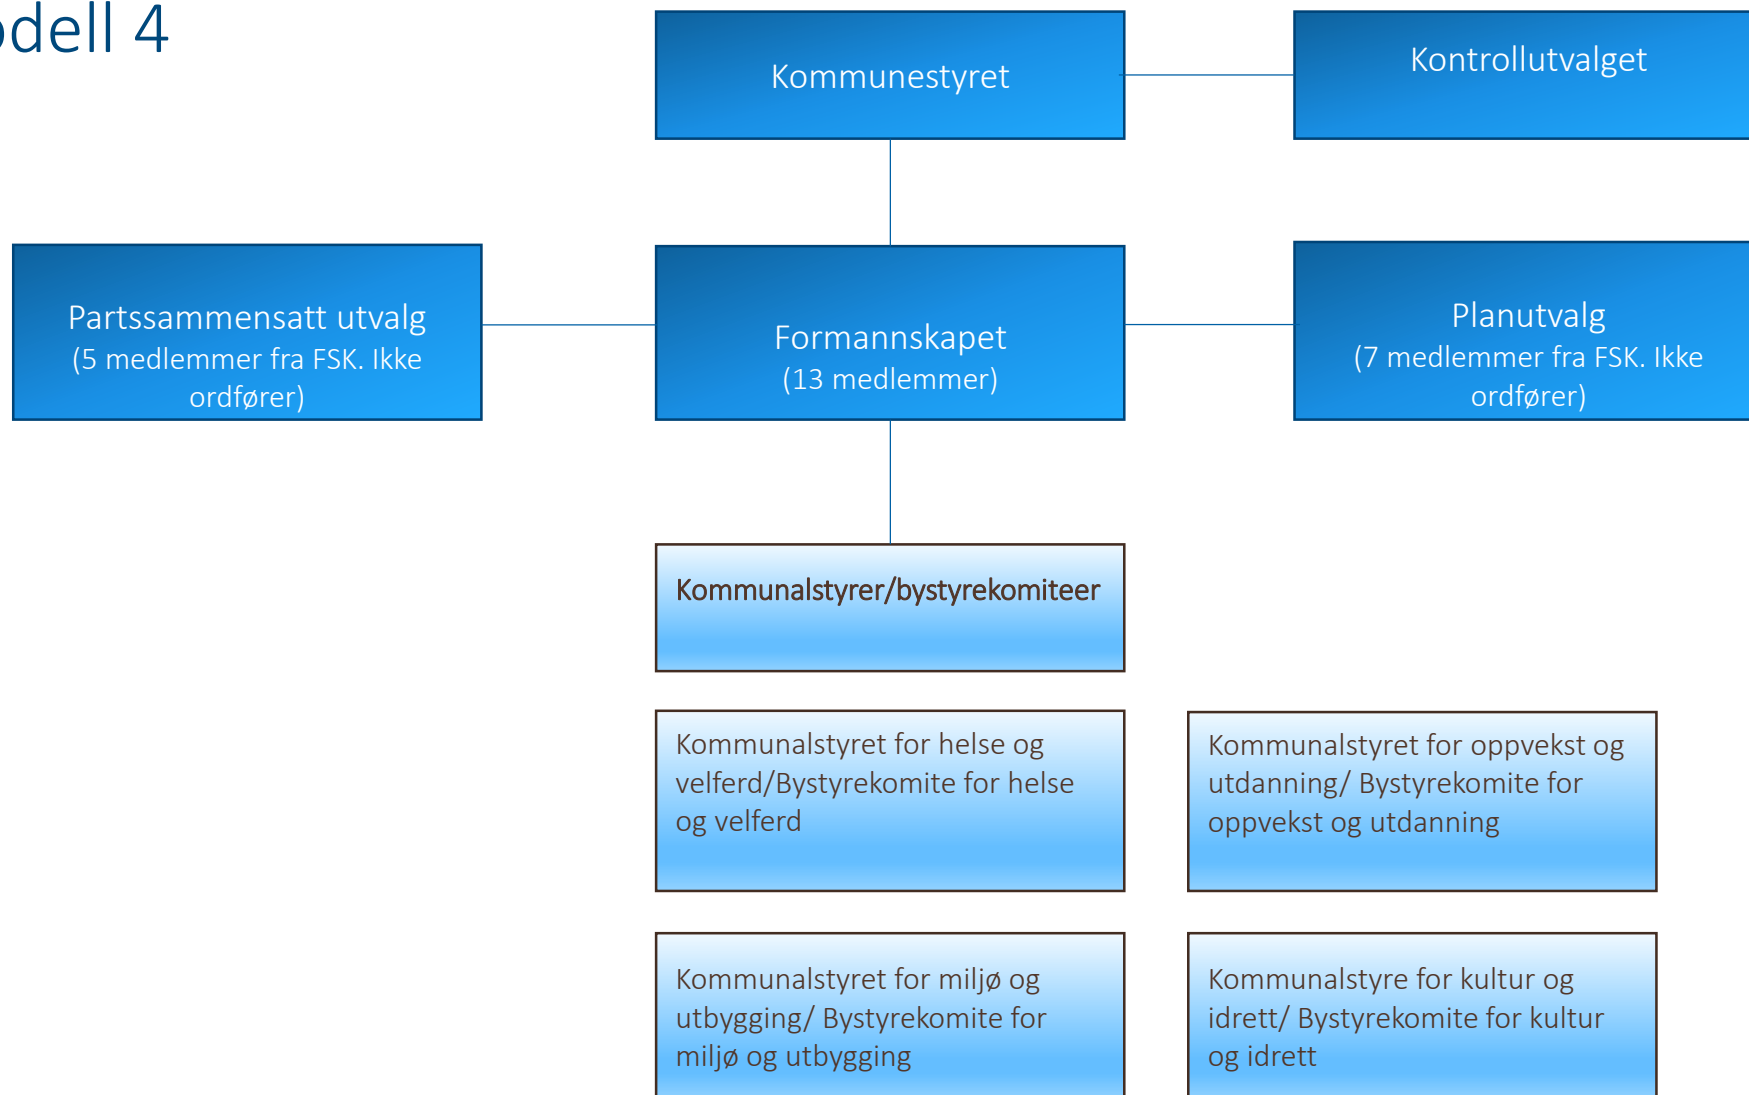 odell 4
Kommunestyret
Kontrollutvalget
Partssammensatt utvalg
(5 medlemmer fra FSK. Ikke
ordfører)
Formannskapet
(13 medlemmer)
Planutvalg
(7 medlemmer fra FSK. Ikke
ordfører)
Kommunalstyrer/bystyrekomiteer
Kommunalstyret for helse og
velferd/Bystyrekomite for helse
og velferd
Kommunalstyret for oppvekst og
utdanning/ Bystyrekomite for
oppvekst og utdanning
Kommunalstyret for miljø og
utbygging/ Bystyrekomite for
miljø og utbygging
Kommunalstyre for kultur og
idrett/ Bystyrekomite for kultur
og idrett